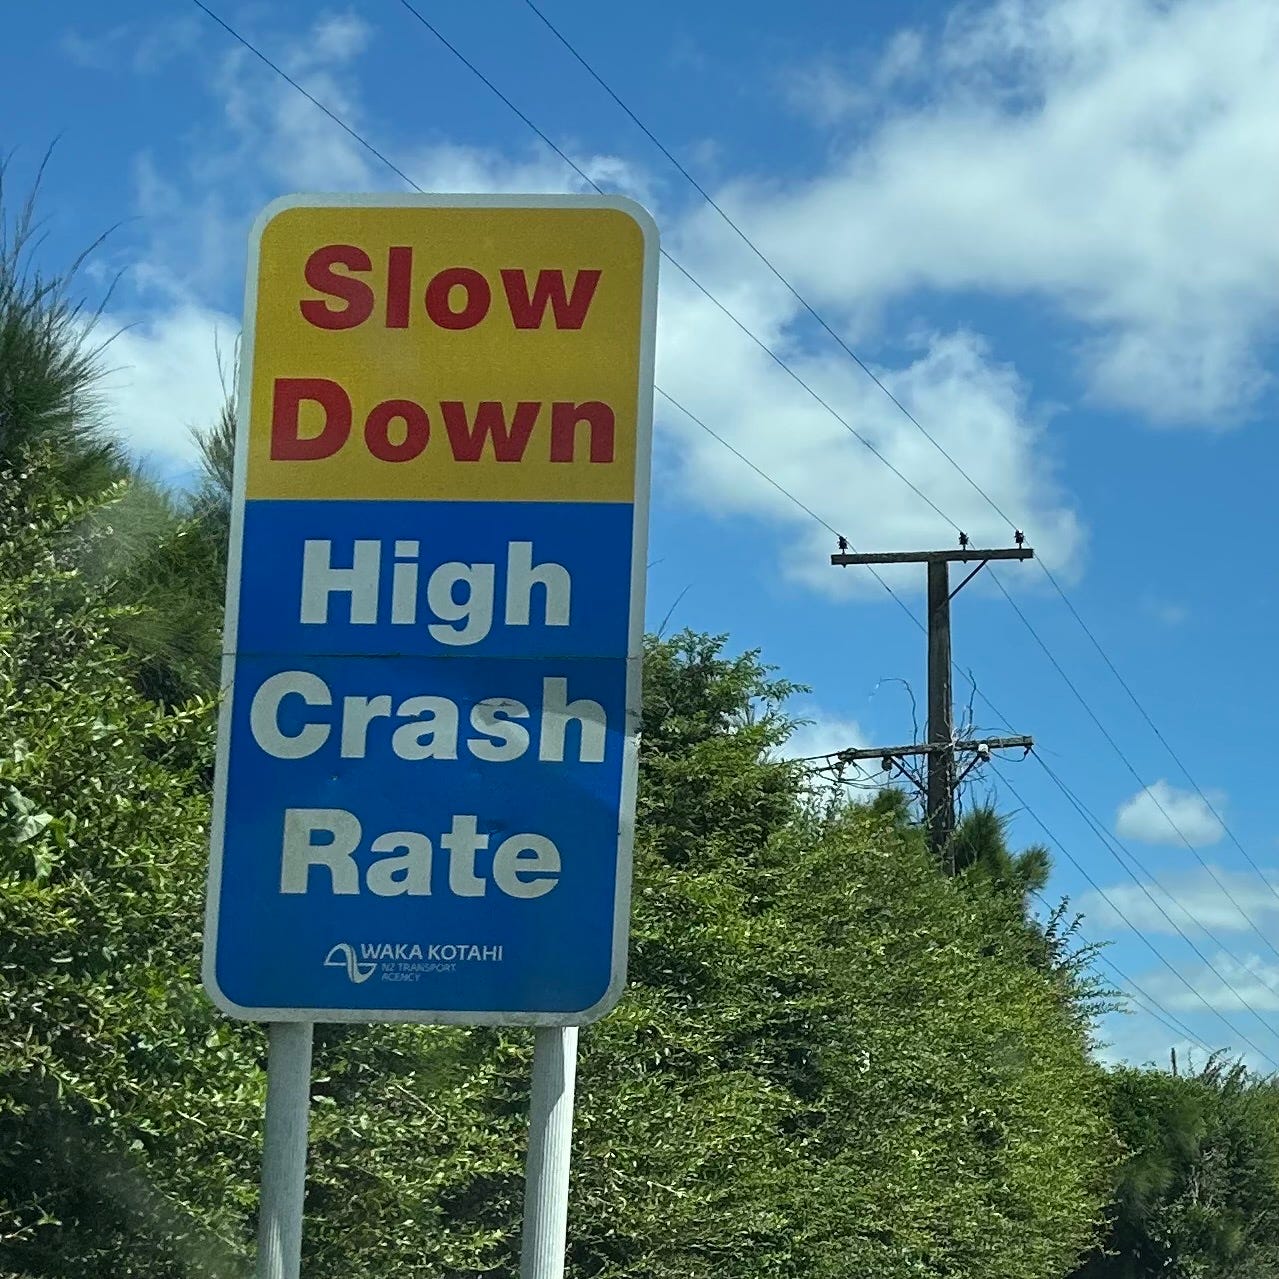 Slow
Down
High
Crash
Rate
WAKA KOTAHI
NZ TRANSPORT
AGENCY